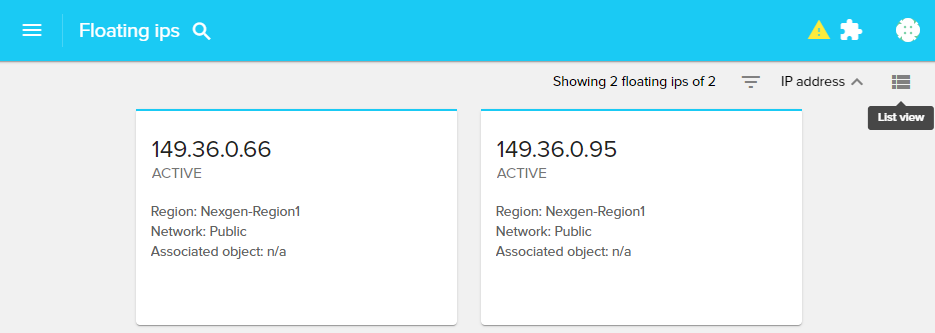 Floating ips
Showing 2 floating ips of 2
IP address
List view
149.36.0.66
ACTIVE
Region: Nexgen-Region1
Network: Public
Associated object: n/a
149.36.0.95
ACTIVE
Region: Nexgen-Region1
Network: Public
Associated object: n/a